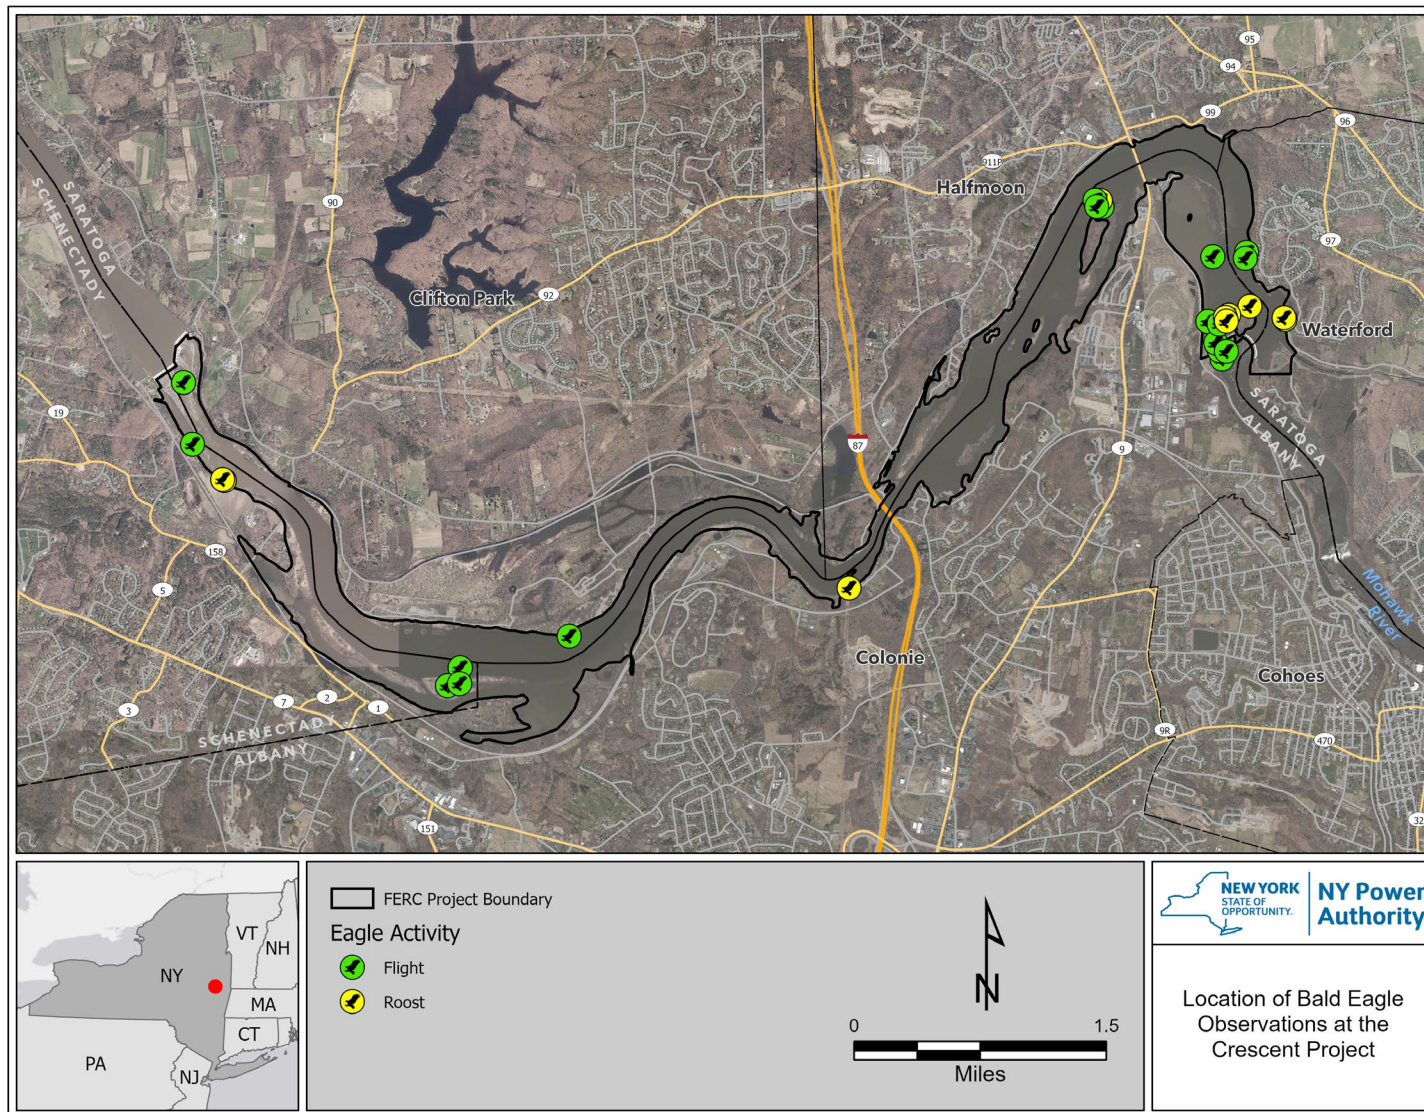 95
94
99
96
911P
Halfmoon
SARATOGA
SCHENECTADY
90
97
Clifton Park
92
Waterford
19
87
9
SARATOGA
ALBANY
158
5
Mohawk
River
Colonie
Cohoes
7
2
1
3
SCHENECTADY
ALBANY
9R
470
151
32
VT
NH
NY
MA
CT
PA
NJ
FERC Project Boundary
Eagle Activity
Flight
Roost
N
0
1.5
Miles
NEW YORK
STATE OF
OPPORTUNITY.
NY Power
Authority
Location of Bald Eagle
Observations at the
Crescent Project